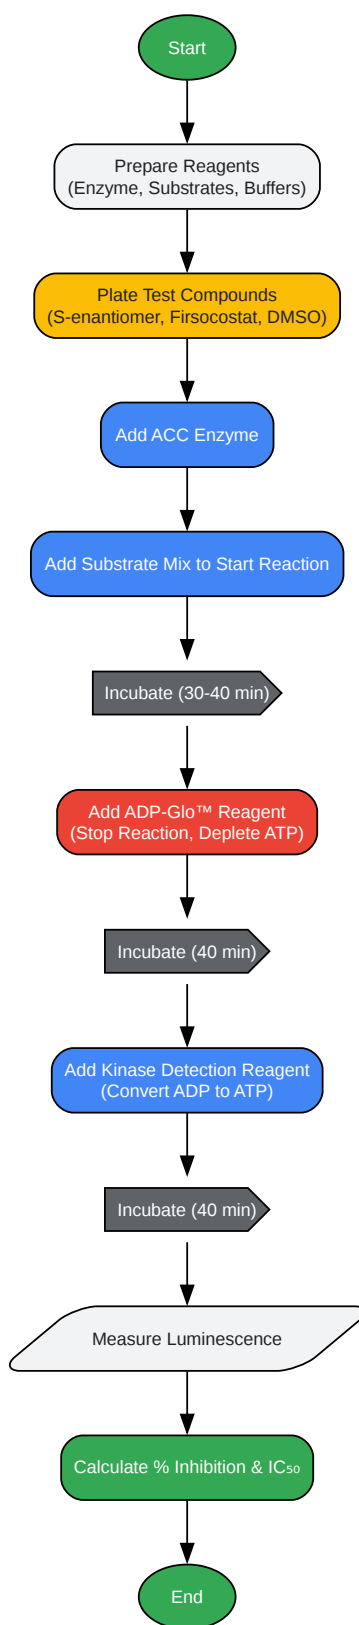 Start
Prepare Reagents
(Enzyme, Substrates, Buffers)
Plate Test Compounds
(S-enantiomer, Firsocostat, DMSO)
Add ACC Enzyme
Add Substrate Mix to Start Reaction
Incubate (30-40 min)
Add ADP-Glo™ Reagent
(Stop Reaction, Deplete ATP)
Incubate (40 min)
Add Kinase Detection Reagent
(Convert ADP to ATP)
Incubate (40 min)
Measure Luminescence
Calculate % Inhibition & IC₅₀
End